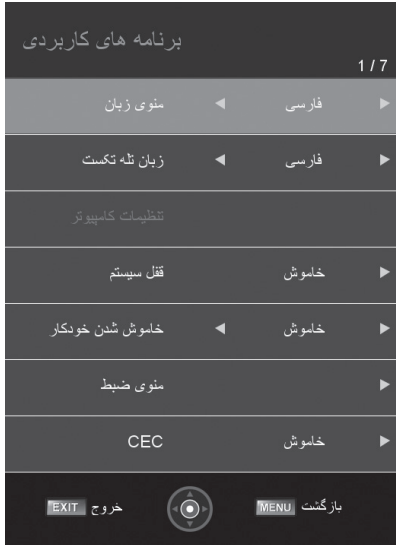 برنامه های کاربردی
1 / 7
منوی زبان ◀ فارسی ▶
زبان تله تکست ◀ فارسی ▶
تنظیمات کامپیوتر
قفل سیستم خاموش ▶
خاموش شدن خودکار ◀ خاموش ▶
منوی ضبط ▶
CEC خاموش ▶
خروج EXIT بازگشت MENU